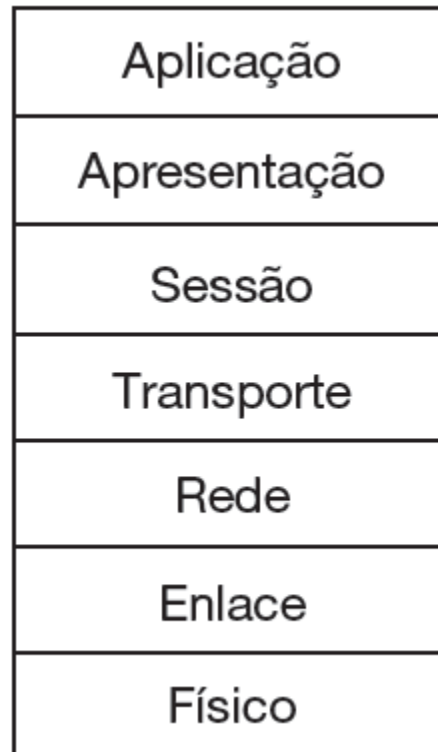 Aplicação
Apresentação
Sessão
Transporte
Rede
Enlace
Físico